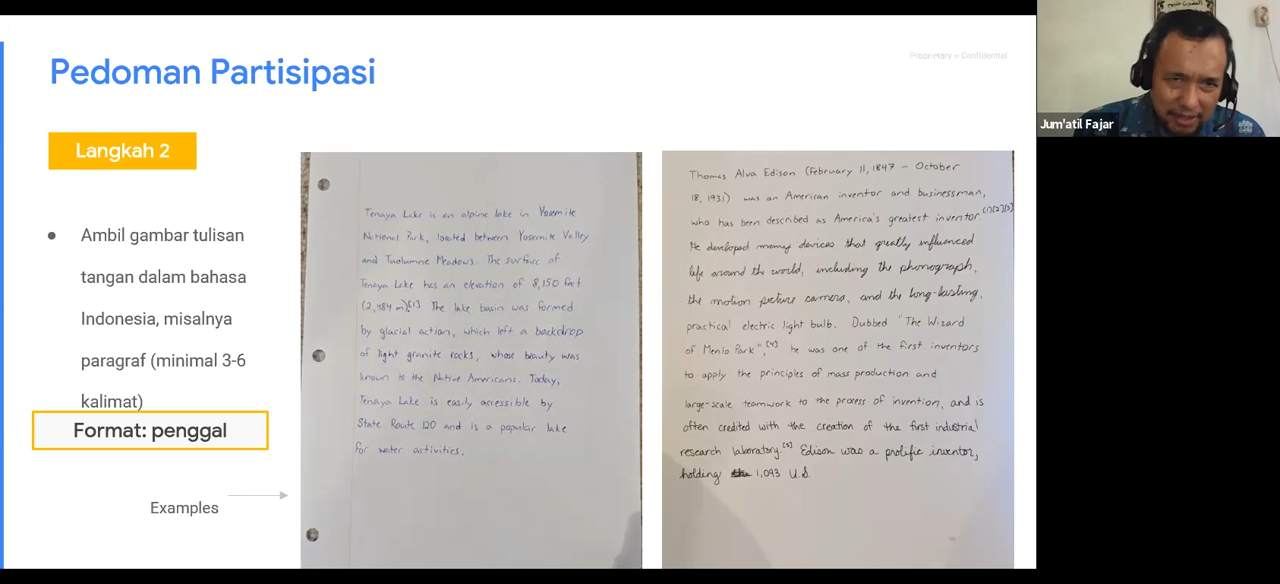 Pedoman Partisipasi
Proprietary + Confidential
Langkah 2
● Ambil gambar tulisan
tangan dalam bahasa
Indonesia, misalnya
paragraf (minimal 3-6
kalimat)
Format: penggal
Examples
Tenaya Lake is an alpine lake in Yosemite
National Park, located between Yosemite Valley
and Tuolumne Meadows. The surface of
Tenaya Lake has an elevation of 8,150 feet
(2,484 m).[1] The lake basin was formed
by glacial action, which left a backdrop
of light granite rocks, whose beauty was
known to the Native Americans. Today,
Tenaya Lake is easily accessible by
State Route 120 and is a popular lake
for water activities.
Thomas Alva Edison (February 11, 1847 – October
18, 1931) was an American inventor and businessman,
who has been described as America's greatest inventor.[1][2][3]
He developed many devices that greatly influenced
life around the world, including the phonograph,
the motion picture camera, and the long-lasting,
practical electric light bulb. Dubbed "The Wizard
of Menlo Park",[4] he was one of the first inventors
to apply the principles of mass production and
large-scale teamwork to the process of invention, and is
often credited with the creation of the first industrial
research laboratory.[5] Edison was a prolific inventor,
holding 1,093 U.S.
Jum'atil Fajar